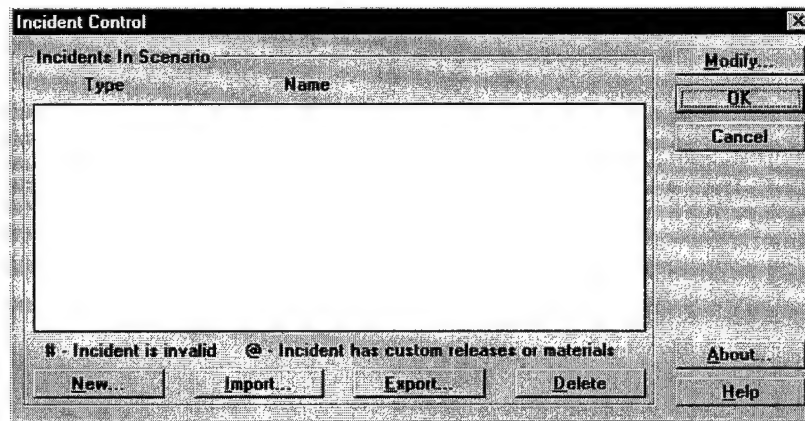 Incident Control
Incidents In Scenario
Type Name
Modify...
OK
Cancel
# - Incident is invalid @ - Incident has custom releases or materials
New... Import... Export... Delete
About...
Help